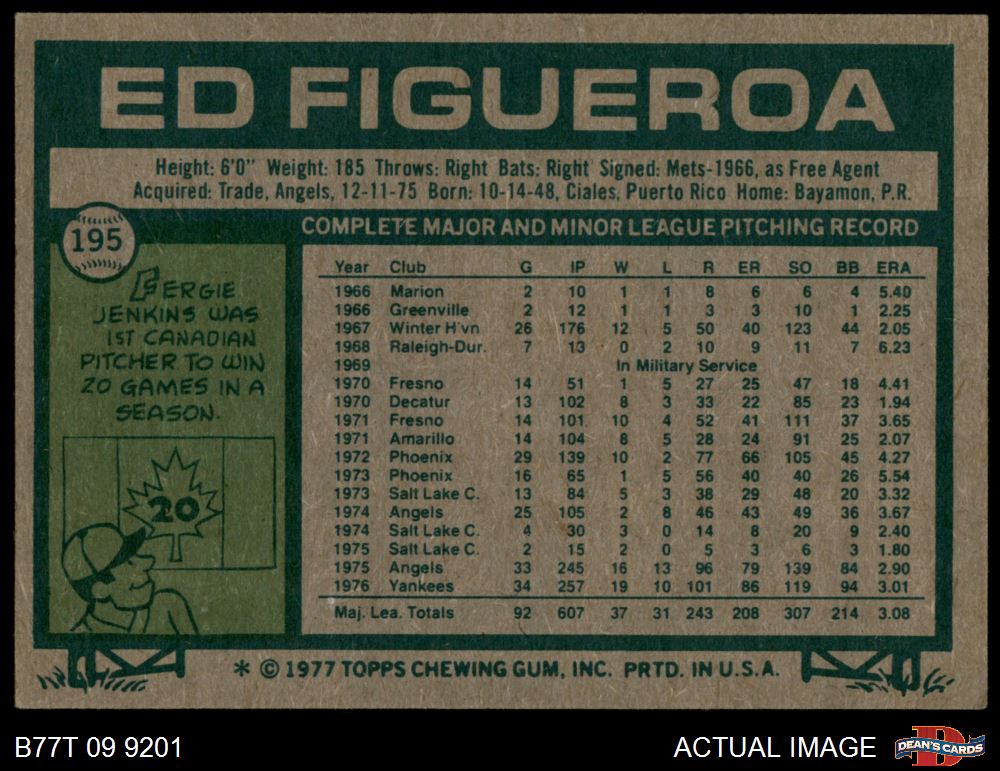 ED FIGUEROA
Height: 6'0" Weight: 185 Throws: Right Bats: Right Signed: Mets-1966, as Free Agent
Acquired: Trade, Angels, 12-11-75 Born: 10-14-48, Ciales, Puerto Rico Home: Bayamon, P.R.
195
FERGIE
JENKINS WAS
1ST CANADIAN
PITCHER TO WIN
20 GAMES IN A
SEASON.
20
COMPLETE MAJOR AND MINOR LEAGUE PITCHING RECORD
Year Club G IP W L R ER SO BB ERA
1966 Marion 2 10 1 1 8 6 6 4 5.40
1966 Greenville 2 12 1 1 3 3 10 1 2.25
1967 Winter H'vn 26 176 12 5 50 40 123 44 2.05
1968 Raleigh-Dur. 7 13 0 2 10 9 11 7 6.23
1969 In Military Service
1970 Fresno 14 51 1 5 27 25 47 18 4.41
1970 Decatur 13 102 8 3 33 22 85 23 1.94
1971 Fresno 14 101 10 4 52 41 111 37 3.65
1971 Amarillo 14 104 8 5 28 24 91 25 2.07
1972 Phoenix 29 139 10 2 77 66 105 45 4.27
1973 Phoenix 16 65 1 5 56 40 40 26 5.54
1973 Salt Lake C. 13 84 5 3 38 29 48 20 3.32
1974 Angels 25 105 2 8 46 43 49 36 3.67
1974 Salt Lake C. 4 30 3 0 14 8 20 9 2.40
1975 Salt Lake C. 2 15 2 0 5 3 6 3 1.80
1975 Angels 33 245 16 13 96 79 139 84 2.90
1976 Yankees 34 257 19 10 101 86 119 94 3.01
Maj. Lea. Totals 92 607 37 31 243 208 307 214 3.08
* © 1977 TOPPS CHEWING GUM, INC. PRTD. IN U.S.A.
B77T 09 9201
ACTUAL IMAGE
D
DEAN'S CARDS